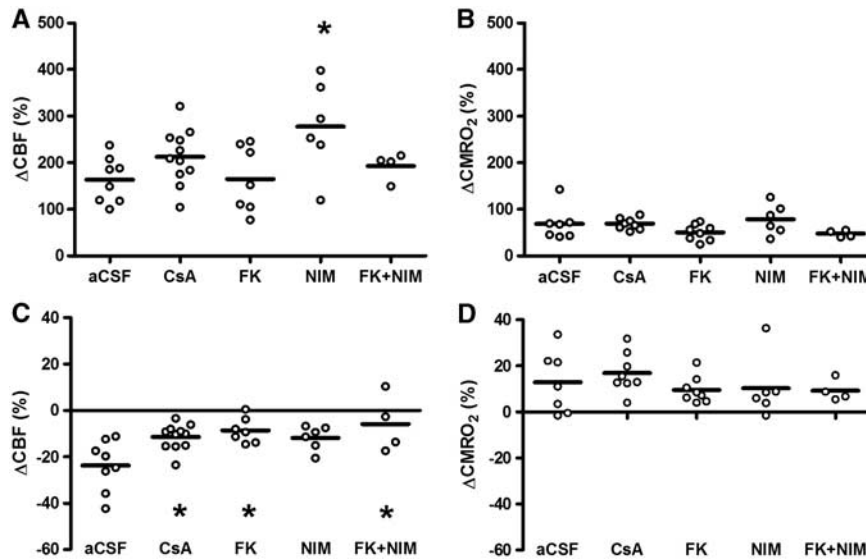 A
500
400
300
200
100
0
ΔCBF (%)
*
aCSF CsA FK NIM FK+NIM
B
500
400
300
200
100
0
ΔCMRO₂ (%)
aCSF CsA FK NIM FK+NIM
C
40
20
0
-20
-40
-60
ΔCBF (%)
* * *
aCSF CsA FK NIM FK+NIM
D
40
20
0
-20
-40
-60
ΔCMRO₂ (%)
aCSF CsA FK NIM FK+NIM